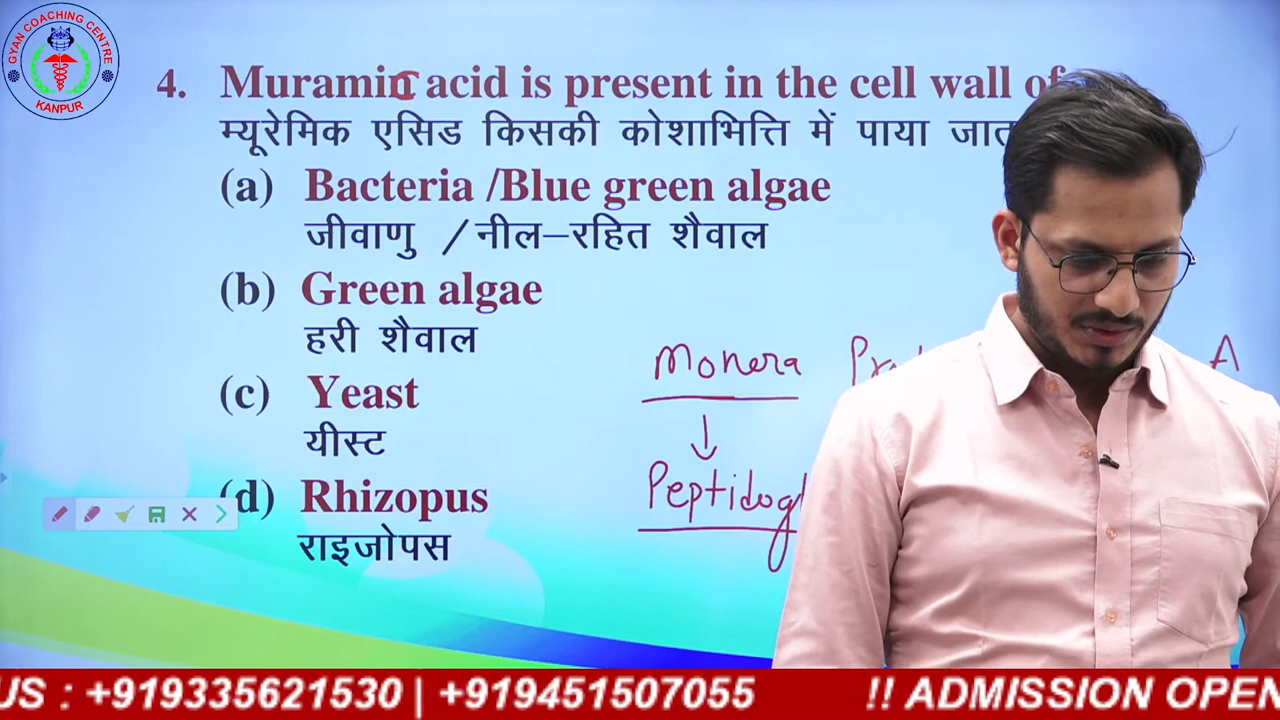 GYAN COACHING CENTRE
KANPUR
4. Muramic acid is present in the cell wall of
म्यूरेमिक एसिड किसकी कोशाभित्ति में पाया
(a) Bacteria /Blue green algae
जीवाणु /नील–रहित शैवाल
(b) Green algae
हरी शैवाल
Monera A
(c) Yeast
यीस्ट
(d) Rhizopus
राइजोपस
US : +919335621530 | +919451507055 !! ADMISSION OPEN